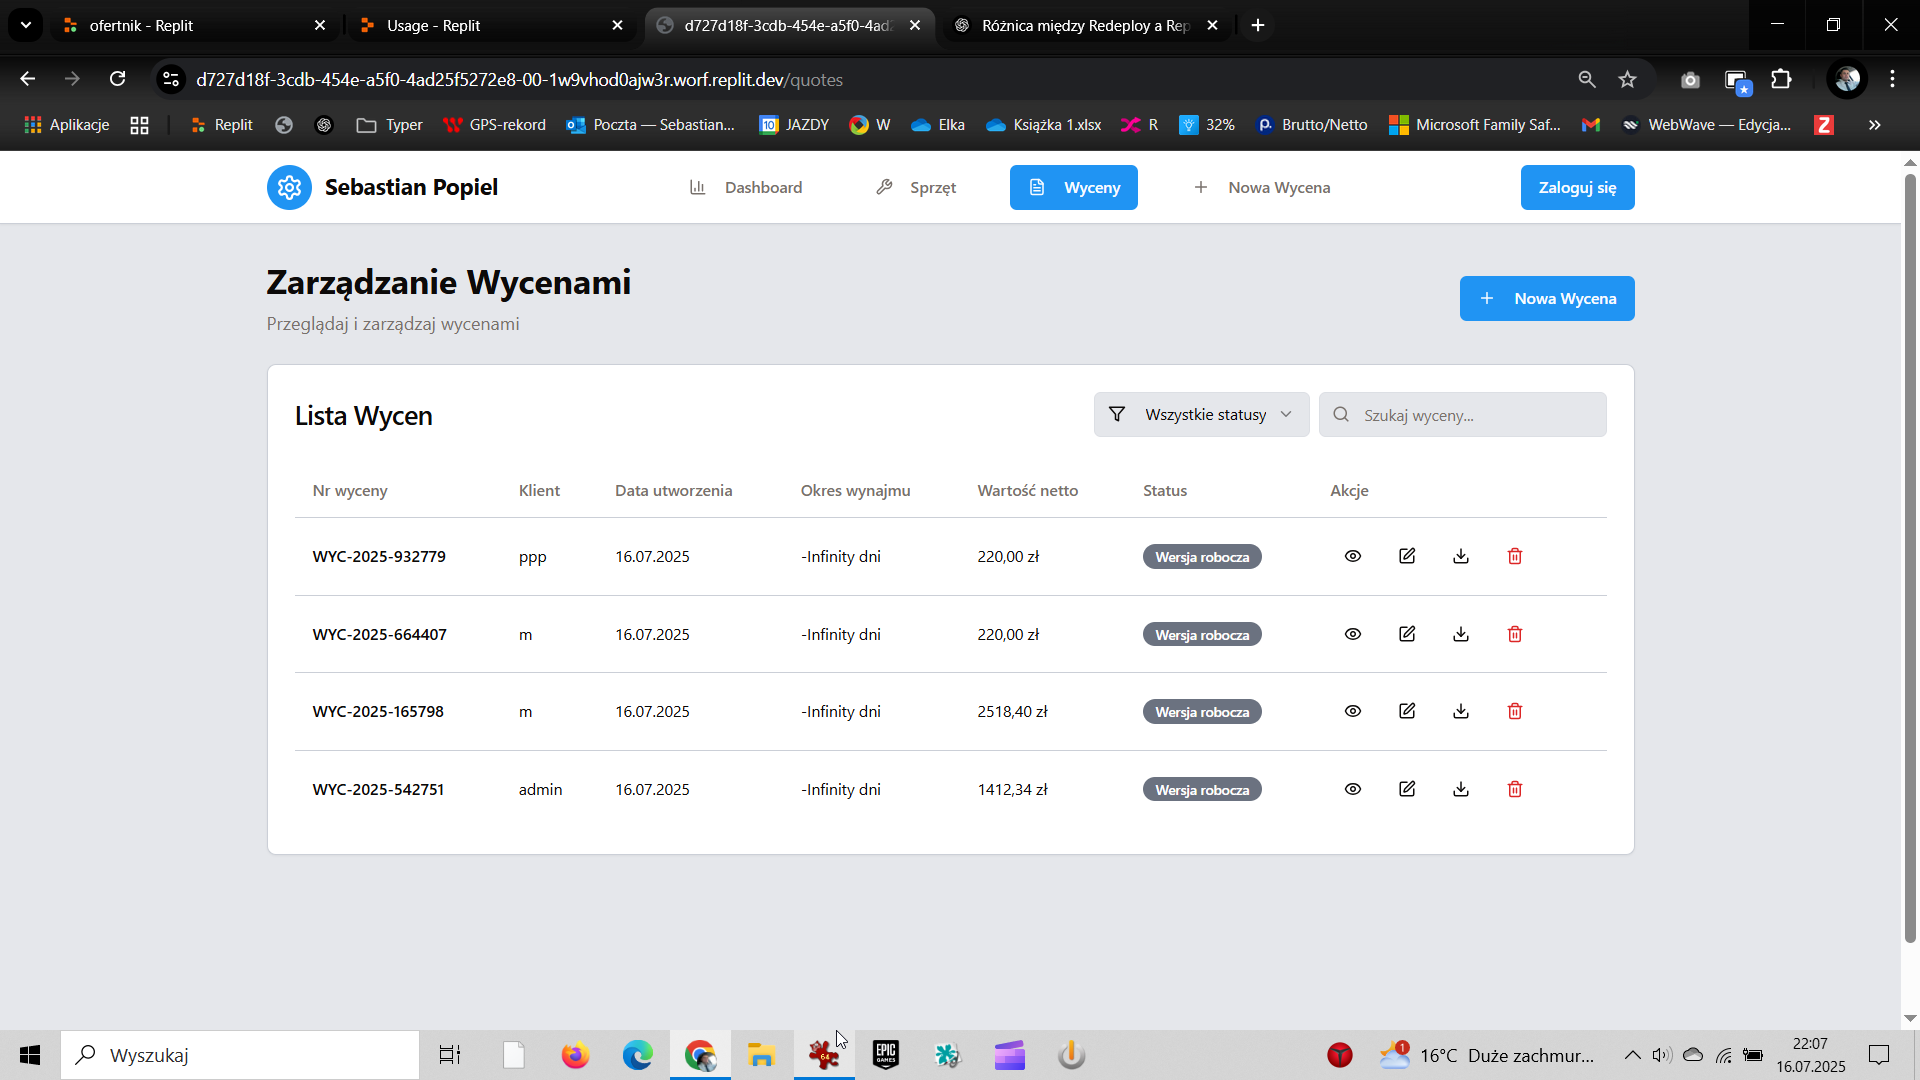 ofertnik - Replit
Usage - Replit
d727d18f-3cdb-454e-a5f0-4ad2
Różnica między Redeploy a Rep
d727d18f-3cdb-454e-a5f0-4ad25f5272e8-00-1w9vhod0ajw3r.worf.replit.dev/quotes
Aplikacje
Replit
Typer
GPS-rekord
Poczta — Sebastian...
10 JAZDY
W
Elka
Książka 1.xlsx
R
32%
Brutto/Netto
Microsoft Family Saf...
WebWave — Edycja...
Z
»
Sebastian Popiel
Dashboard
Sprzęt
Wyceny
Nowa Wycena
Zaloguj się
Zarządzanie Wycenami
Przeglądaj i zarządzaj wycenami
Nowa Wycena
Lista Wycen
Wszystkie statusy
Szukaj wyceny...
Nr wyceny Klient Data utworzenia Okres wynajmu Wartość netto Status Akcje
WYC-2025-932779 ppp 16.07.2025 -Infinity dni 220,00 zł Wersja robocza
WYC-2025-664407 m 16.07.2025 -Infinity dni 220,00 zł Wersja robocza
WYC-2025-165798 m 16.07.2025 -Infinity dni 2518,40 zł Wersja robocza
WYC-2025-542751 admin 16.07.2025 -Infinity dni 1412,34 zł Wersja robocza
Wyszukaj
64
EPIC
GAMES
1
16°C Duże zachmur...
22:07
16.07.2025